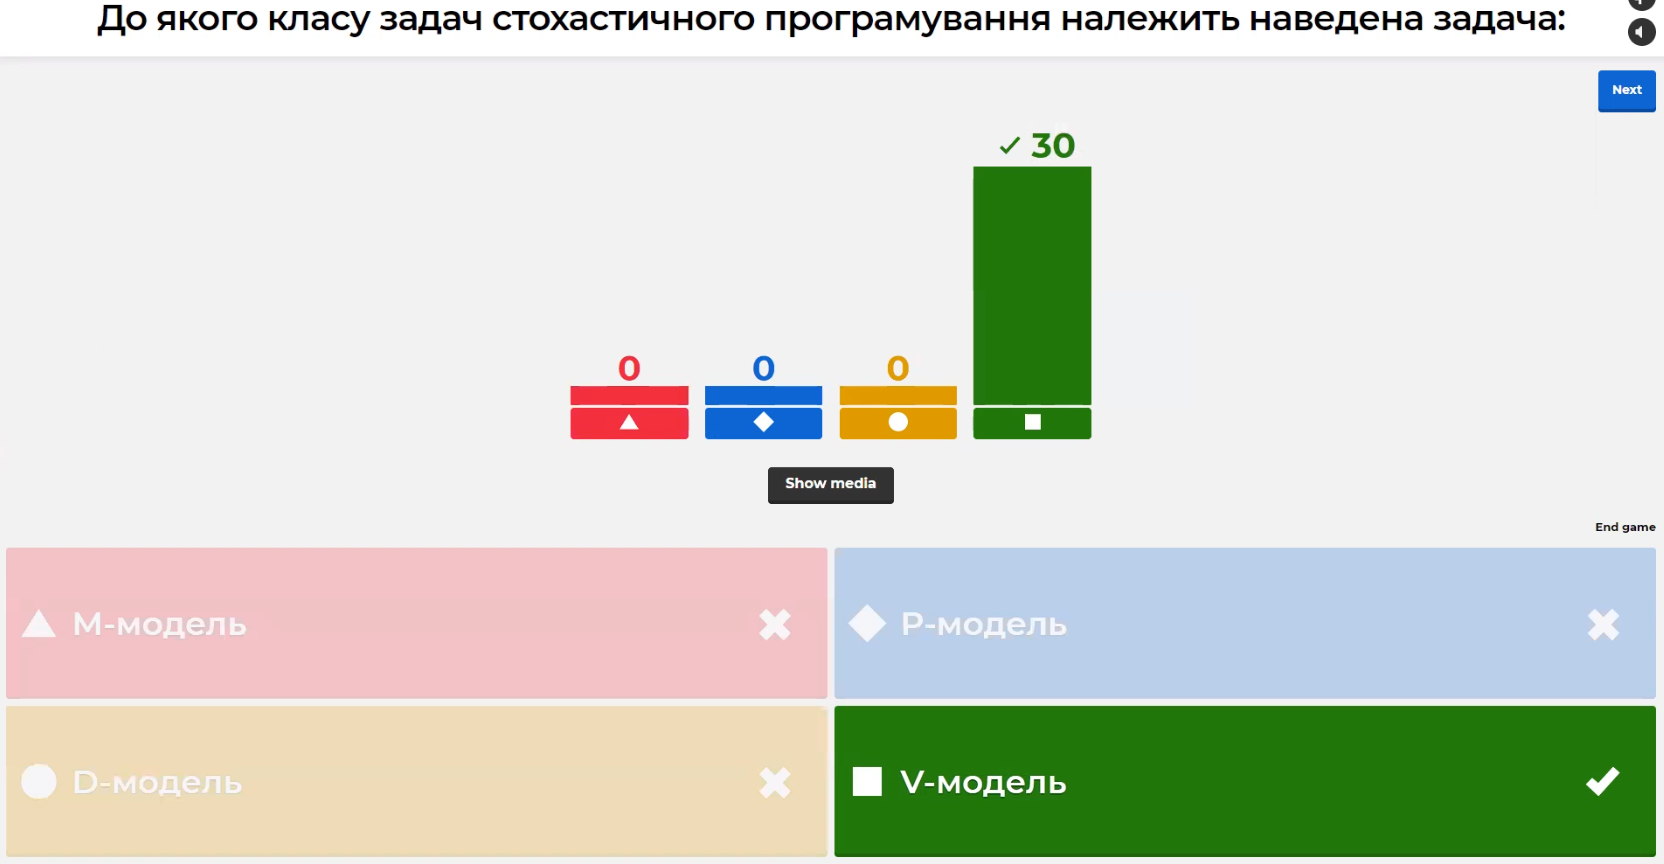 До якого класу задач стохастичного програмування належить наведена задача:
Next
30
0
0
0
Show media
End game
М-модель
Р-модель
D-модель
V-модель